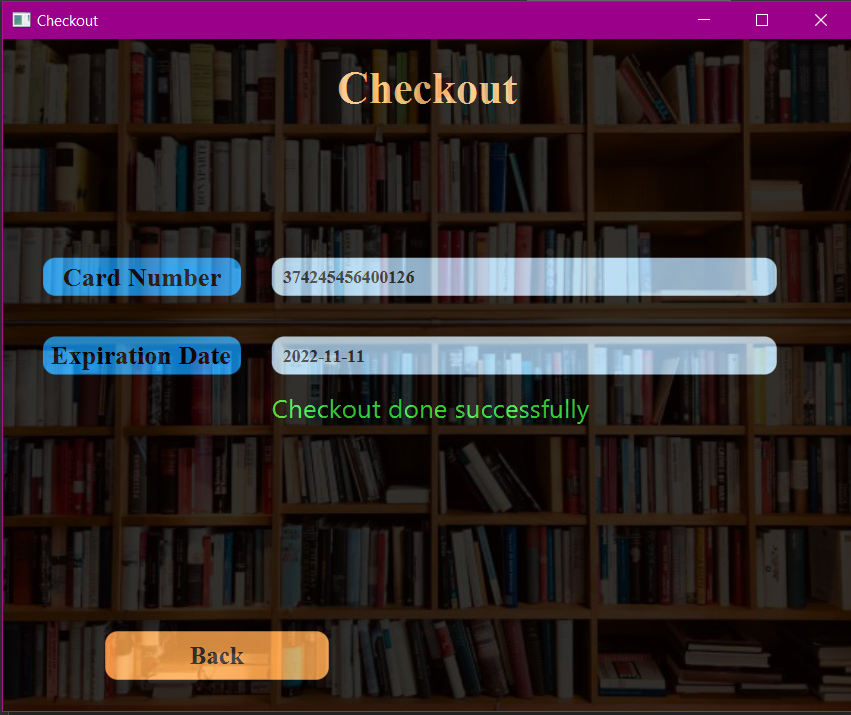 Checkout
Checkout
Card Number
374245456400126
Expiration Date
2022-11-11
Checkout done successfully
Back